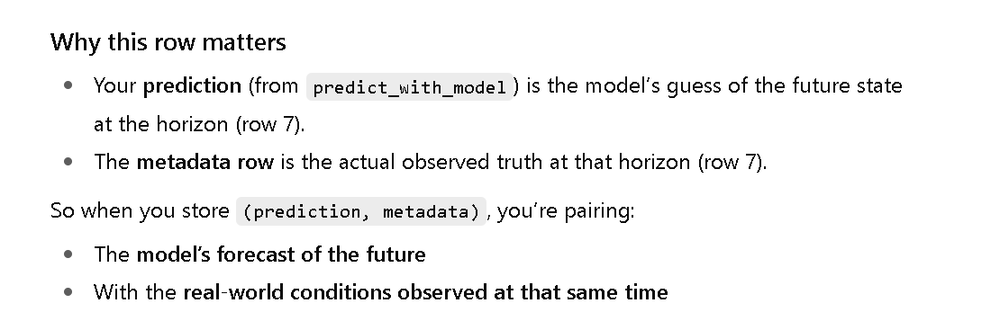 Why this row matters
• Your prediction (from predict_with_model) is the model’s guess of the future state
at the horizon (row 7).
• The metadata row is the actual observed truth at that horizon (row 7).
So when you store (prediction, metadata), you’re pairing:
• The model’s forecast of the future
• With the real-world conditions observed at that same time